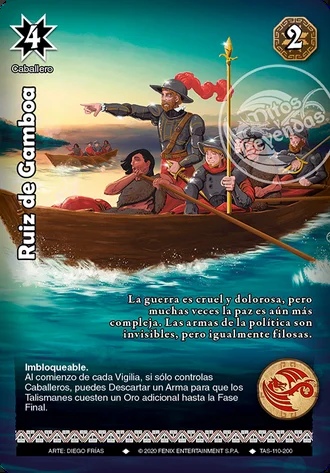 4
2
Caballero
Mitos
y Leyendas
Ruiz de Gamboa
La guerra es cruel y dolorosa, pero
muchas veces la paz es aún más
compleja. Las armas de la política son
invisibles, pero igualmente filosas.
Imbloqueable.
Al comienzo de cada Vigilia, si sólo controlas
Caballeros, puedes Descartar un Arma para que los
Talismanes cuesten un Oro adicional hasta la Fase
Final.
ARTE: DIEGO FRÍAS
© 2020 FENIX ENTERTAINMENT S.P.A.
TAS-110-200